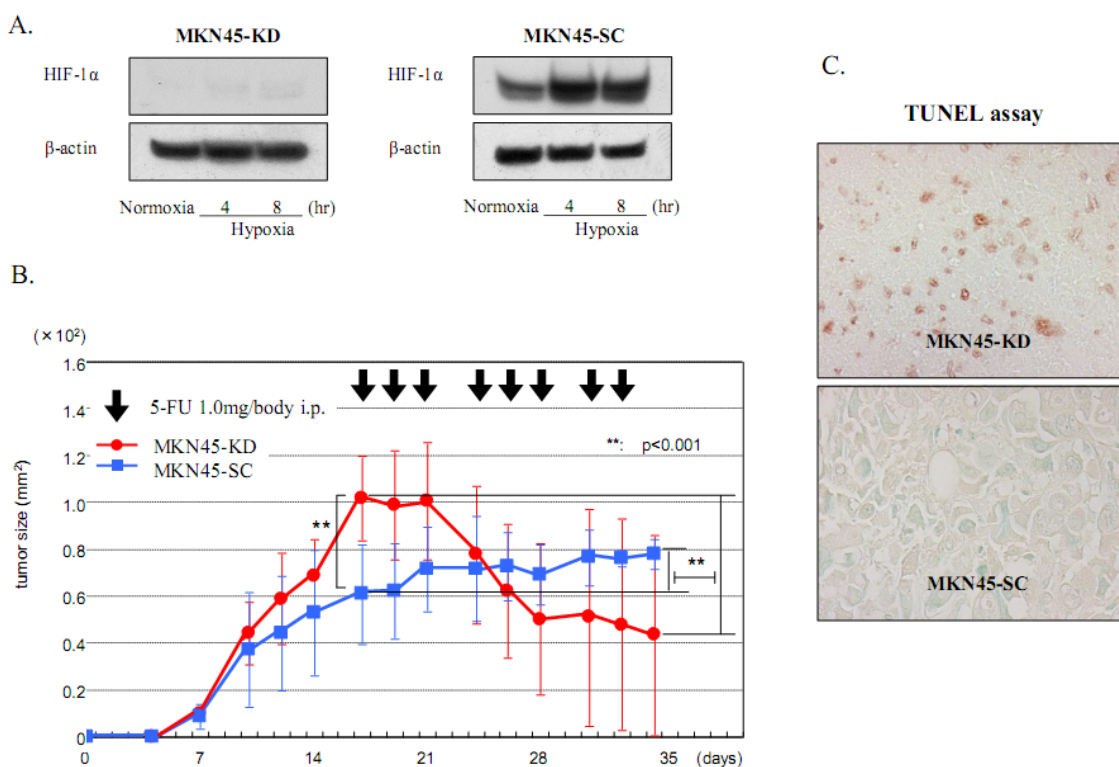 A.
MKN45-KD
HIF-1α
β-actin
Normoxia 4 8 (hr)
Hypoxia
MKN45-SC
HIF-1α
β-actin
Normoxia 4 8 (hr)
Hypoxia
B.
(×10²)
tumor size (mm²)
1.6
1.4
1.2
1.0
0.8
0.6
0.4
0.2
0
5-FU 1.0mg/body i.p.
MKN45-KD
MKN45-SC
**: p<0.001
**
**
0 7 14 21 28 35 (days)
C.
TUNEL assay
MKN45-KD
MKN45-SC